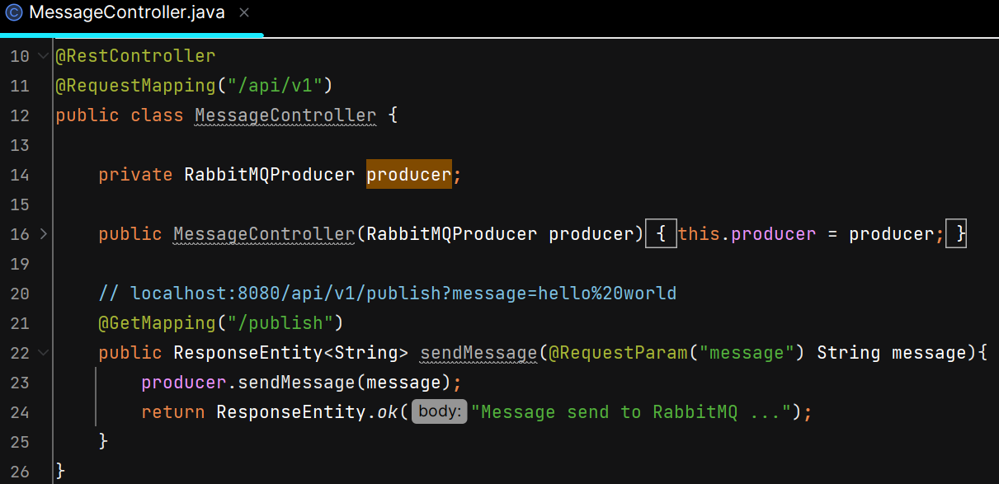 MessageController.java
10 @RestController
11 @RequestMapping("/api/v1")
12 public class MessageController {
13
14 private RabbitMQProducer producer;
15
16 public MessageController(RabbitMQProducer producer) { this.producer = producer; }
19
20 // localhost:8080/api/v1/publish?message=hello%20world
21 @GetMapping("/publish")
22 public ResponseEntity<String> sendMessage(@RequestParam("message") String message){
23 producer.sendMessage(message);
24 return ResponseEntity.ok( body: "Message send to RabbitMQ ...");
25 }
26 }